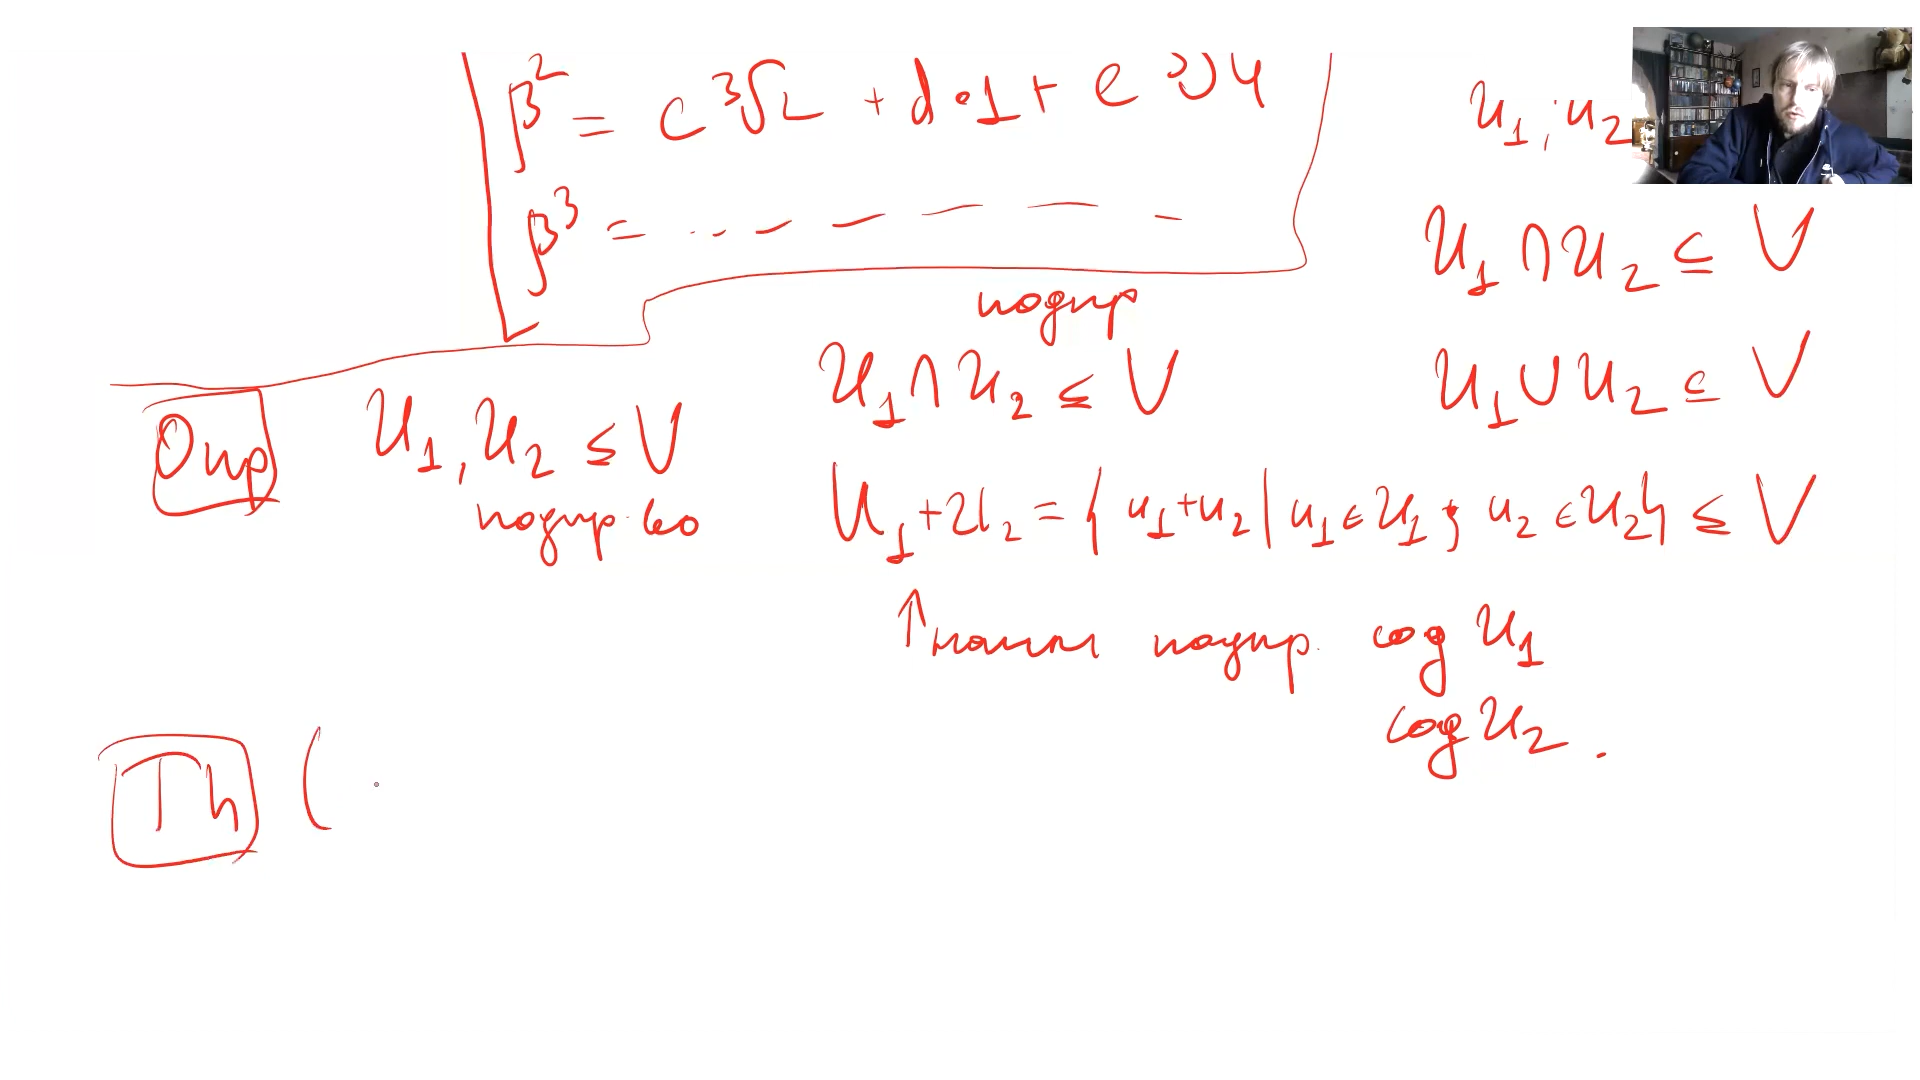 β² = c ∛2 + d·1 + e ∛4
β³ = ..
U₁, U₂
U₁ ∩ U₂ ⊆ V
подпр
U₁ ∩ U₂ ≤ V
U₁ ∪ U₂ ⊆ V
Опр U₁, U₂ ≤ V
подпр-во
U₁+U₂ = { u₁+u₂ | u₁ ∈ U₁; u₂ ∈ U₂} ≤ V
↑ наим подпр. сод U₁
сод U₂.
Th (